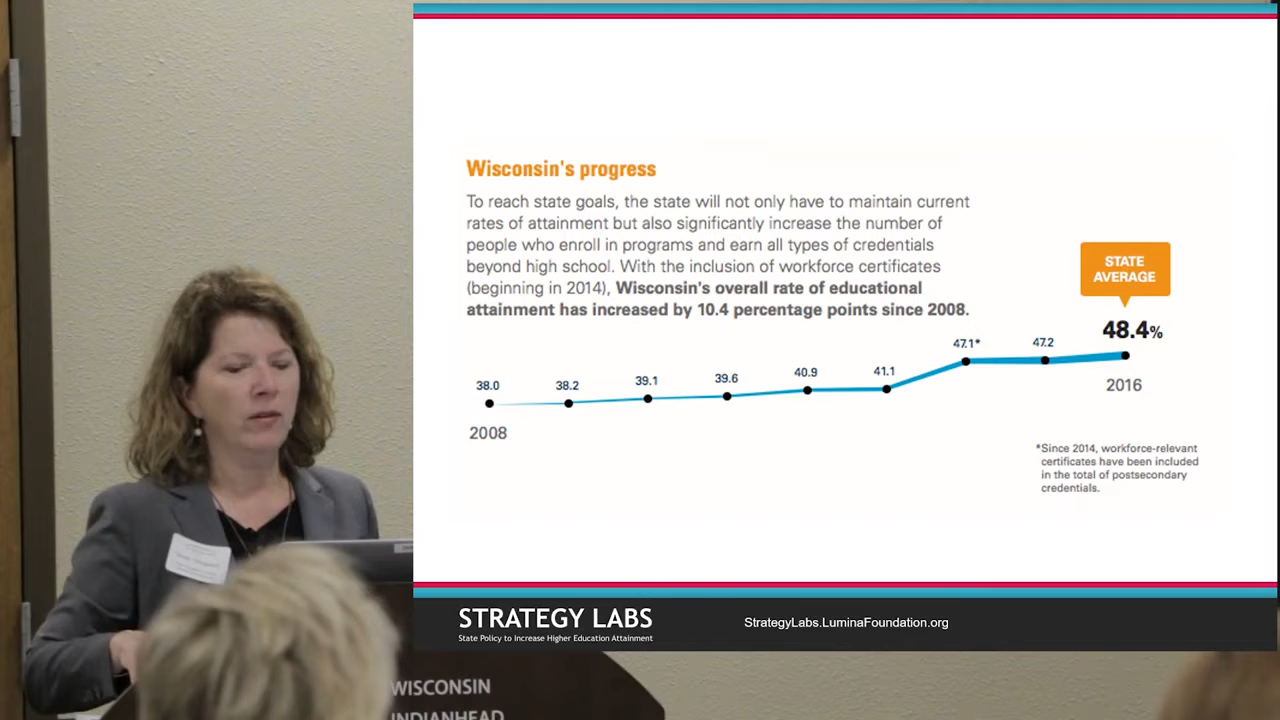 Wisconsin's progress
To reach state goals, the state will not only have to maintain current
rates of attainment but also significantly increase the number of
people who enroll in programs and earn all types of credentials
beyond high school. With the inclusion of workforce certificates
(beginning in 2014), Wisconsin's overall rate of educational
attainment has increased by 10.4 percentage points since 2008.
STATE
AVERAGE
48.4%
38.0 38.2 39.1 39.6 40.9 41.1 47.1* 47.2
2008
2016
*Since 2014, workforce-relevant
certificates have been included
in the total of postsecondary
credentials.
STRATEGY LABS
State Policy to Increase Higher Education Attainment
StrategyLabs.LuminaFoundation.org
WISCONSIN
INDIANHEAD